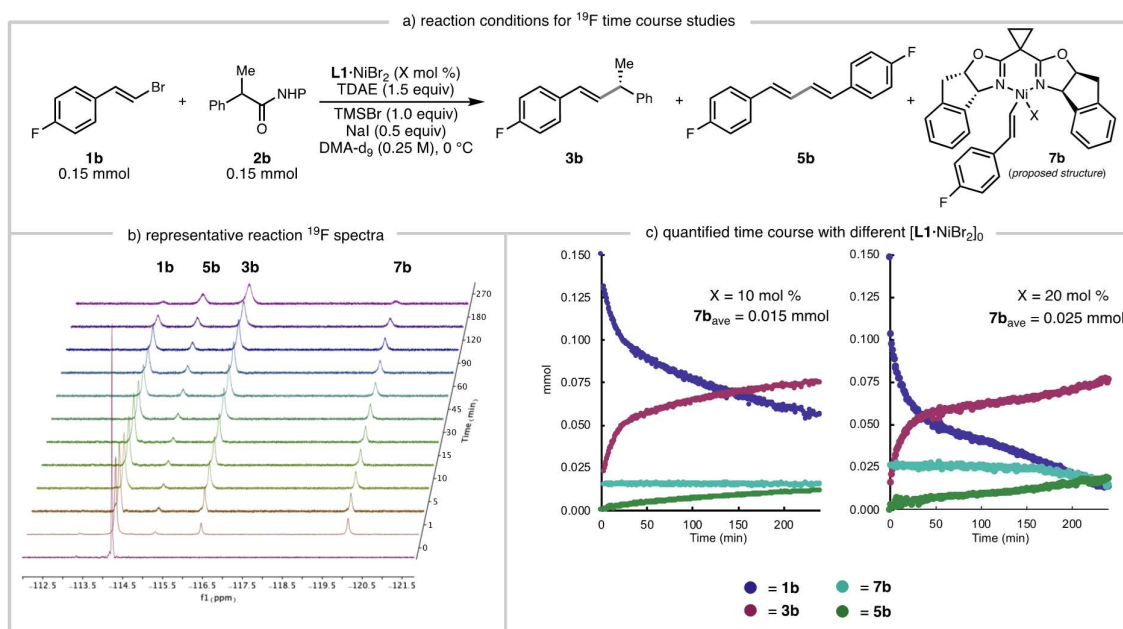 a) reaction conditions for ¹⁹F time course studies
Br
F
1b
0.15 mmol
+
Me
Ph
NHP
O
2b
0.15 mmol
L1·NiBr₂ (X mol %)
TDAE (1.5 equiv)
TMSBr (1.0 equiv)
NaI (0.5 equiv)
DMA-d₉ (0.25 M), 0 °C
Me
Ph
F
3b
+
F
F
5b
+
O
O
N
N
Ni
X
F
7b
(proposed structure)
b) representative reaction ¹⁹F spectra
1b 5b 3b 7b
270
180
120
90
60
45
30
15
10
5
1
0
Time (min)
-112.5 -113.5 -114.5 -115.5 -116.5 -117.5 -118.5 -119.5 -120.5 -121.5
f1 (ppm)
c) quantified time course with different [L1·NiBr₂]₀
0.150
0.125
0.100
0.075
0.050
0.025
0.000
mmol
X = 10 mol %
7b ave = 0.015 mmol
0 50 100 150 200
Time (min)
0.150
0.125
0.100
0.075
0.050
0.025
0.000
X = 20 mol %
7b ave = 0.025 mmol
0 50 100 150 200
Time (min)
= 1b = 7b
= 3b = 5b